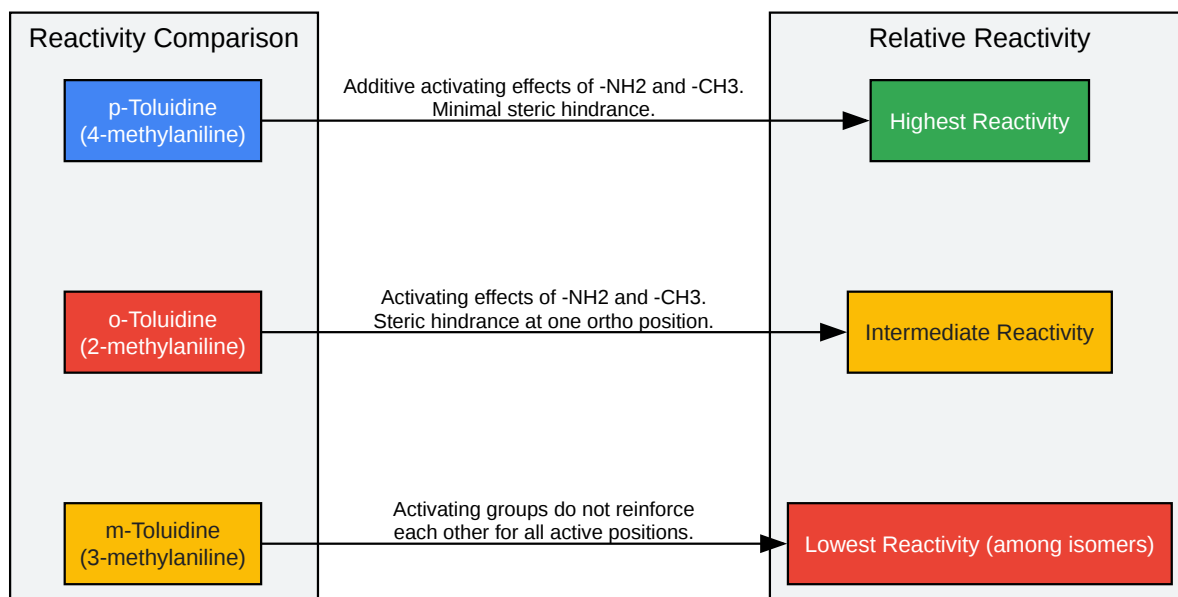 Reactivity Comparison
Relative Reactivity
p-Toluidine
(4-methylaniline)
Additive activating effects of -NH2 and -CH3.
Minimal steric hindrance.
Highest Reactivity
o-Toluidine
(2-methylaniline)
Activating effects of -NH2 and -CH3.
Steric hindrance at one ortho position.
Intermediate Reactivity
m-Toluidine
(3-methylaniline)
Activating groups do not reinforce
each other for all active positions.
Lowest Reactivity (among isomers)